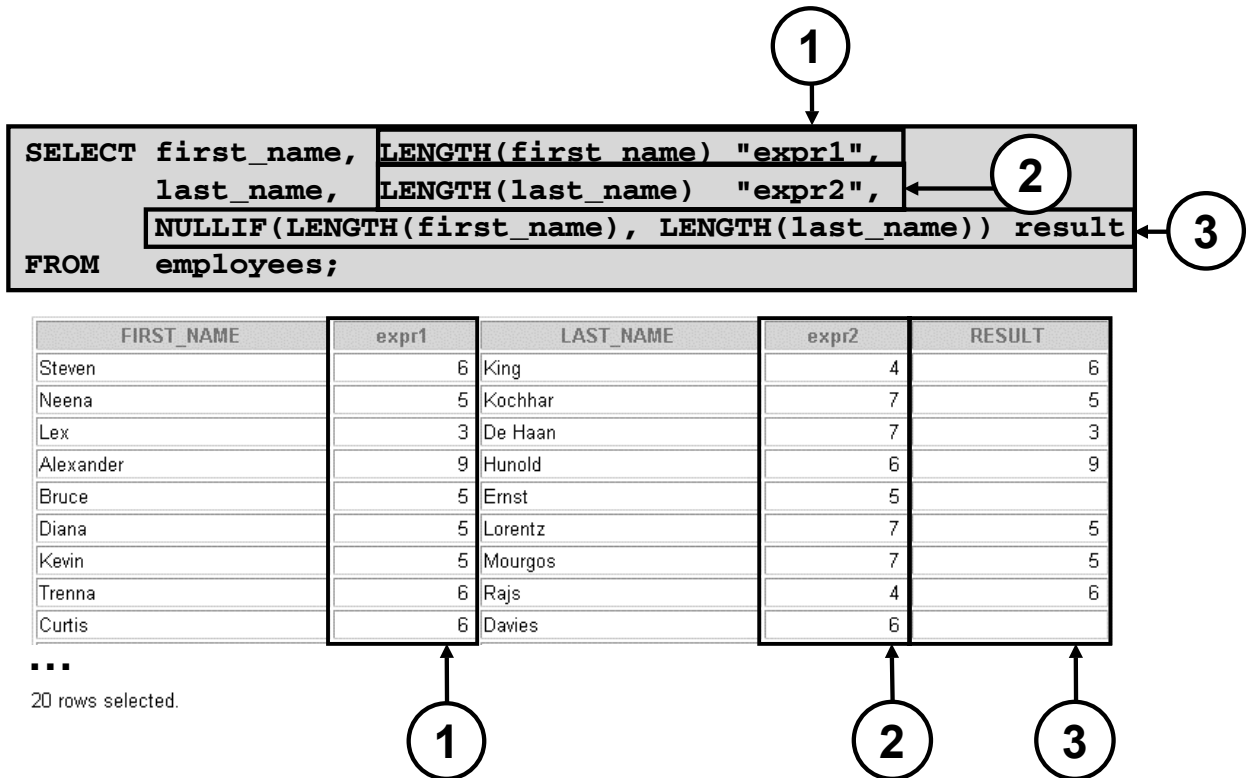 1
SELECT first_name, LENGTH(first_name) "expr1",
last_name, LENGTH(last_name) "expr2",
2
NULLIF(LENGTH(first_name), LENGTH(last_name)) result
3
FROM employees;
FIRST_NAME expr1 LAST_NAME expr2 RESULT
Steven 6 King 4 6
Neena 5 Kochhar 7 5
Lex 3 De Haan 7 3
Alexander 9 Hunold 6 9
Bruce 5 Ernst 5
Diana 5 Lorentz 7 5
Kevin 5 Mourgos 7 5
Trenna 6 Rajs 4 6
Curtis 6 Davies 6
...
20 rows selected.
1 2 3